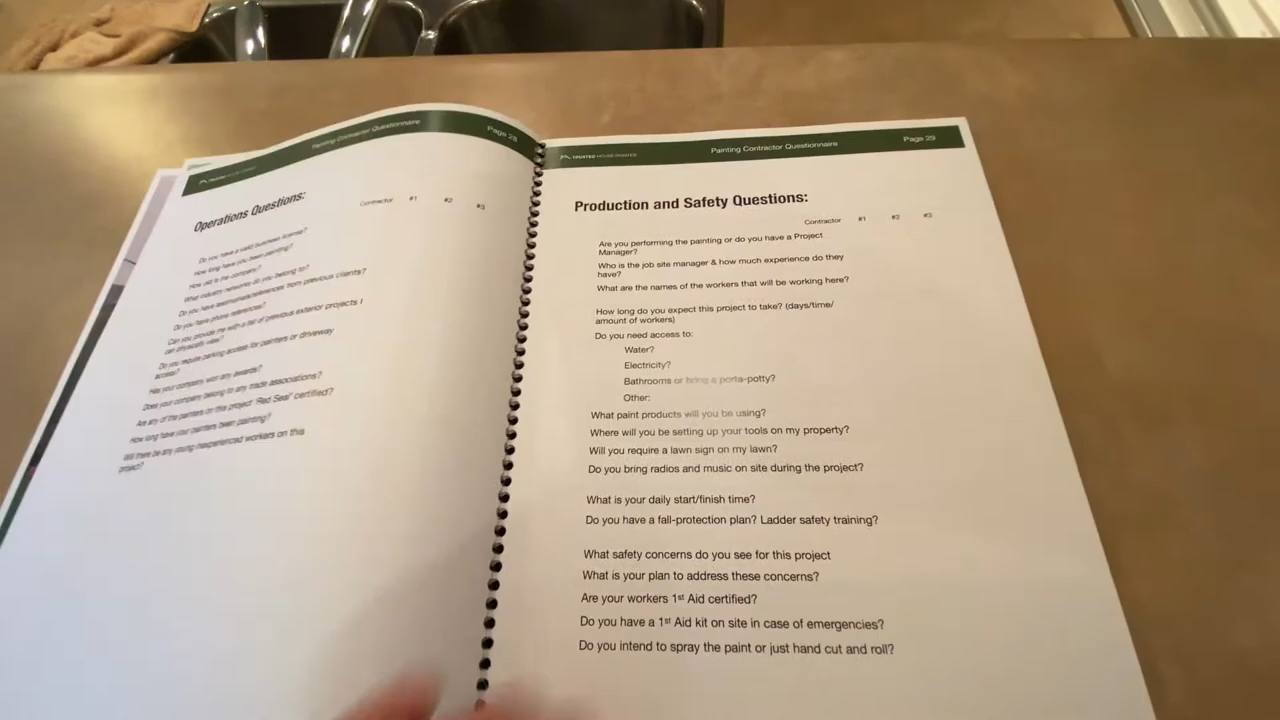 Painting Contractor Questionnaire
Page 28
Operations Questions:
Contractor #1 #2 #3
Do you have a valid business license?
How long have you been painting?
How old is the company?
What industry networks do you belong to?
Do you have testimonials/references from previous clients?
Do you have phone references?
Can you provide me with a list of previous exterior projects I
can physically view?
Do you require parking access for painters or driveway
access?
Has your company won any awards?
Does your company belong to any trade associations?
Are any of the painters on this project 'Red Seal' certified?
How long have your painters been painting?
Will there be any young inexperienced workers on this
project?
TRUSTED HOUSE PAINTER
Painting Contractor Questionnaire
Page 29
Production and Safety Questions:
Contractor #1 #2 #3
Are you performing the painting or do you have a Project
Manager?
Who is the job site manager & how much experience do they
have?
What are the names of the workers that will be working here?
How long do you expect this project to take? (days/time/
amount of workers)
Do you need access to:
Water?
Electricity?
Bathrooms or bring a porta-potty?
Other:
What paint products will you be using?
Where will you be setting up your tools on my property?
Will you require a lawn sign on my lawn?
Do you bring radios and music on site during the project?
What is your daily start/finish time?
Do you have a fall-protection plan? Ladder safety training?
What safety concerns do you see for this project
What is your plan to address these concerns?
Are your workers 1st Aid certified?
Do you have a 1st Aid kit on site in case of emergencies?
Do you intend to spray the paint or just hand cut and roll?